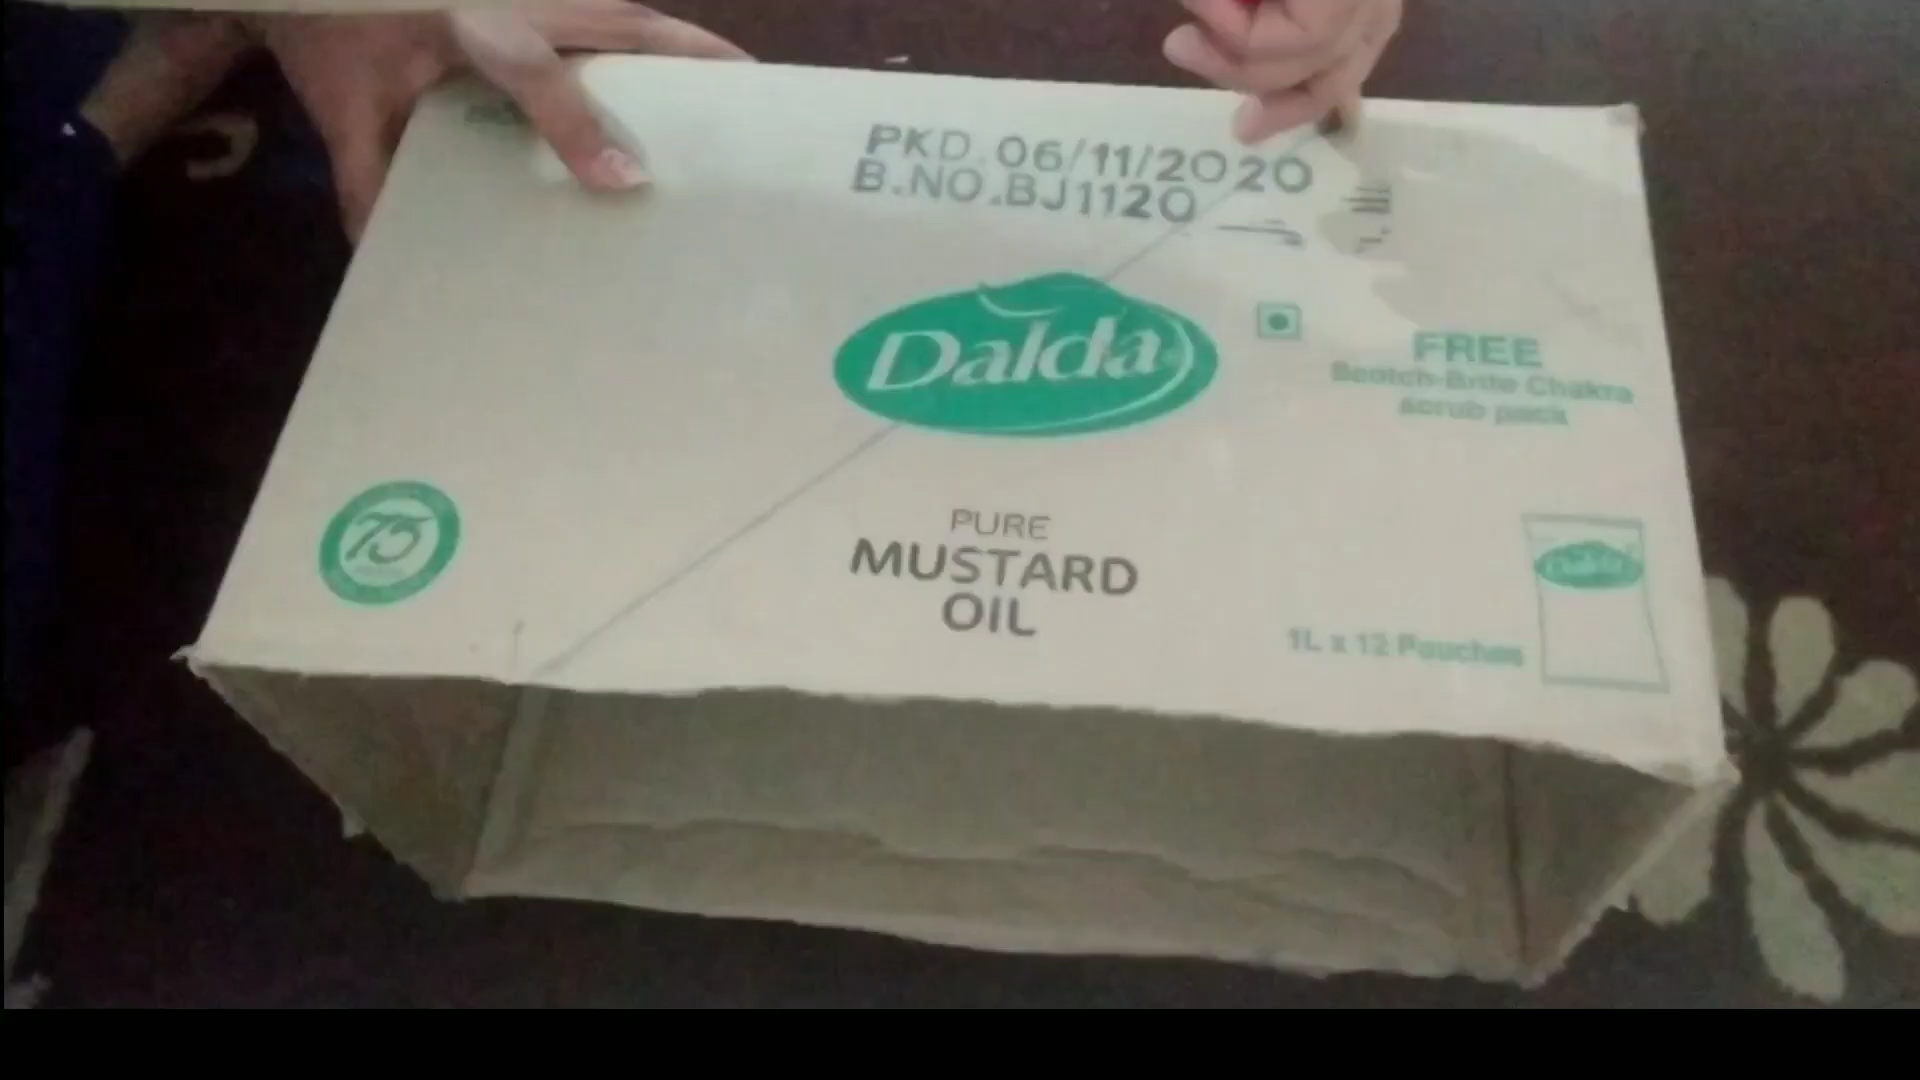 PKD. 06/11/2020
B.NO.BJ1120
Dalda
FREE
Scotch-Brite Chakra
scrub pack
75
PURE
MUSTARD
OIL
Dalda
1L x 12 Pouches